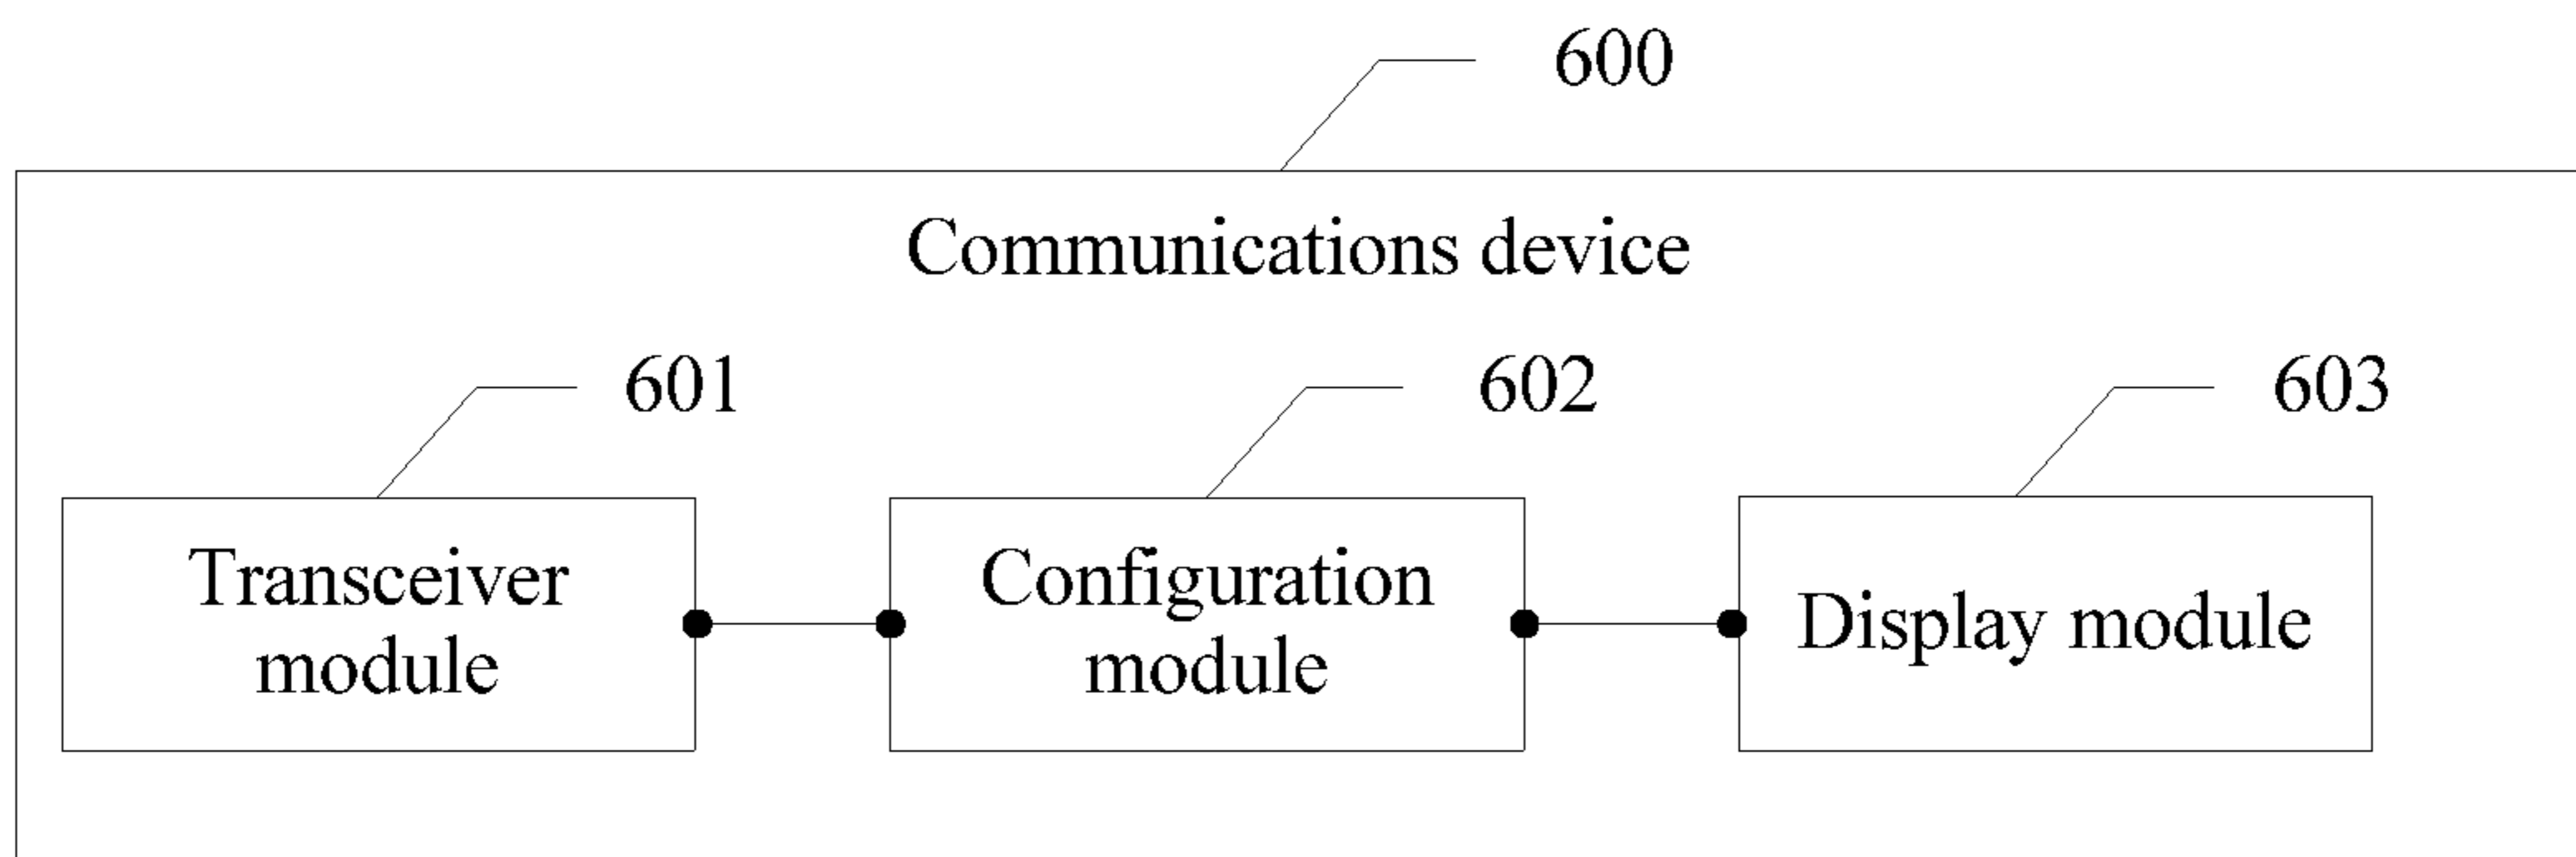 600
Communications device
601
602
603
Transceiver
module
Configuration
module
Display module